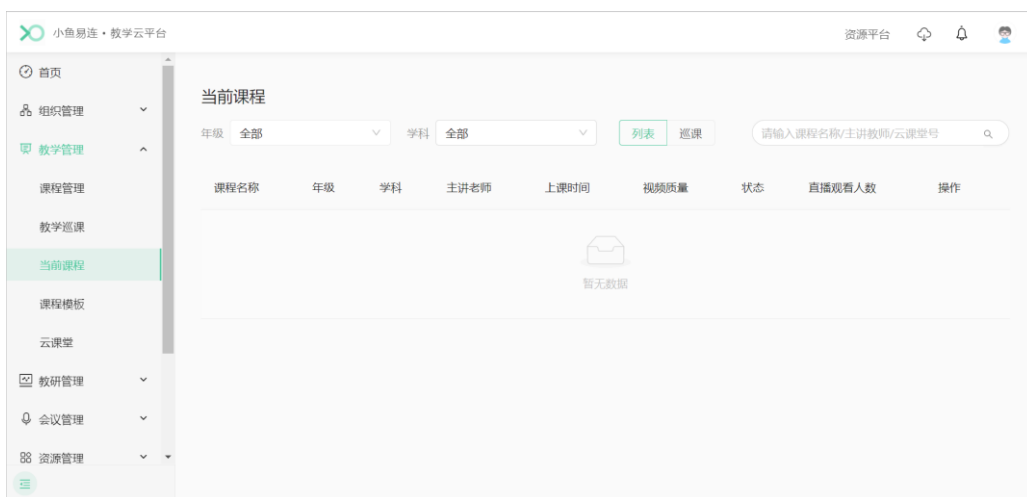 小鱼易连·教学云平台
资源平台
首页
组织管理
教学管理
课程管理
教学巡课
当前课程
课程模板
云课堂
教研管理
会议管理
资源管理
当前课程
年级 全部 学科 全部 列表 巡课 请输入课程名称/主讲教师/云课堂号
课程名称 年级 学科 主讲老师 上课时间 视频质量 状态 直播观看人数 操作
暂无数据